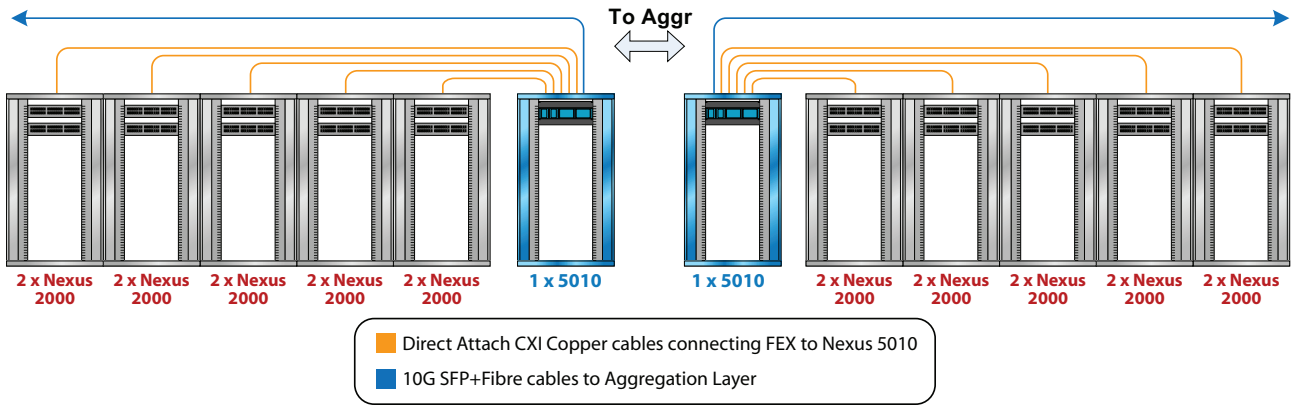 To Aggr
2 x Nexus
2000
2 x Nexus
2000
2 x Nexus
2000
2 x Nexus
2000
2 x Nexus
2000
1 x 5010
1 x 5010
2 x Nexus
2000
2 x Nexus
2000
2 x Nexus
2000
2 x Nexus
2000
2 x Nexus
2000
Direct Attach CXI Copper cables connecting FEX to Nexus 5010
10G SFP+Fibre cables to Aggregation Layer